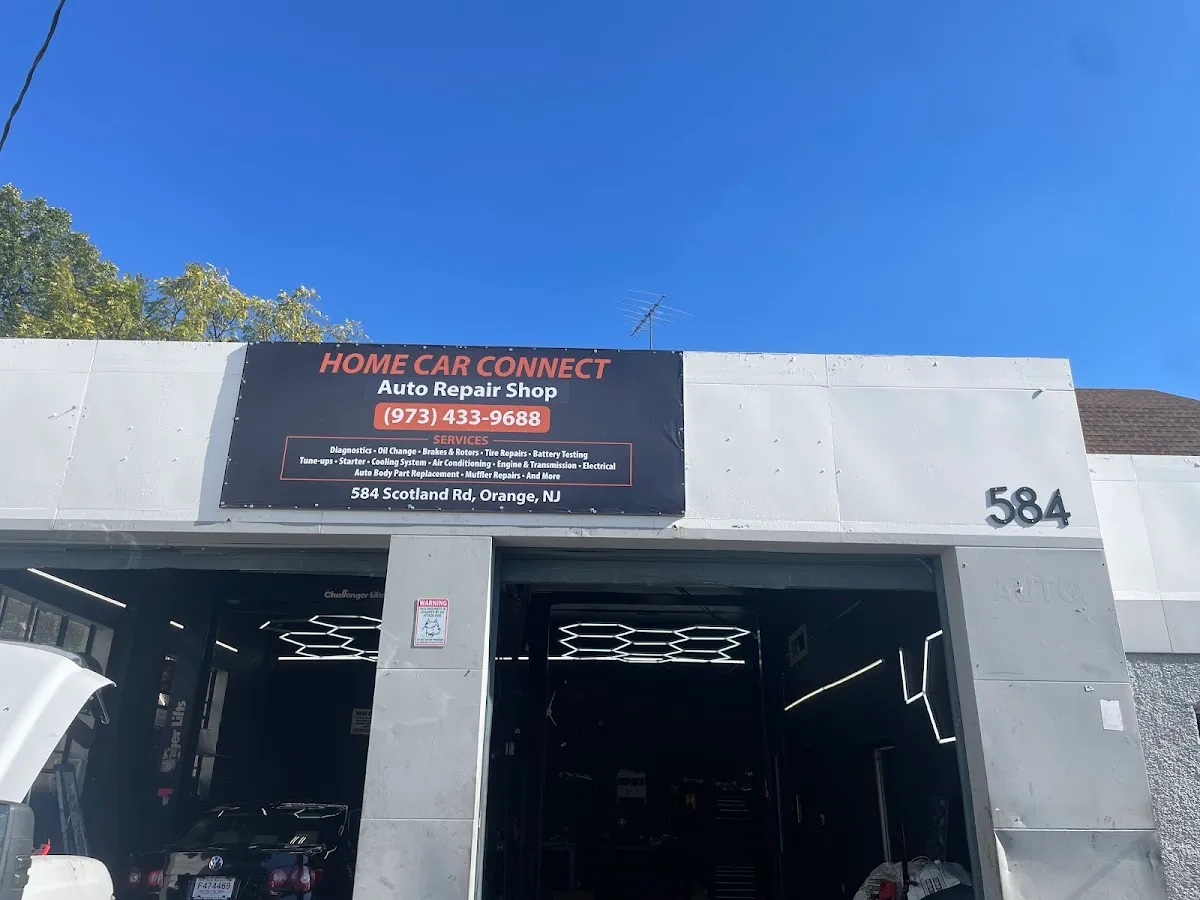 HOME CAR CONNECT
Auto Repair Shop
(973) 433-9688
SERVICES
Diagnostics • Oil Change • Brakes & Rotors • Tire Repairs • Battery Testing
Tune-ups • Starter • Cooling System • Air Conditioning • Engine & Transmission • Electrical
Auto Body Part Replacement • Muffler Repairs • And More
584 Scotland Rd, Orange, NJ
584
AUTO
Challenger Lifts
WARNING
F474469